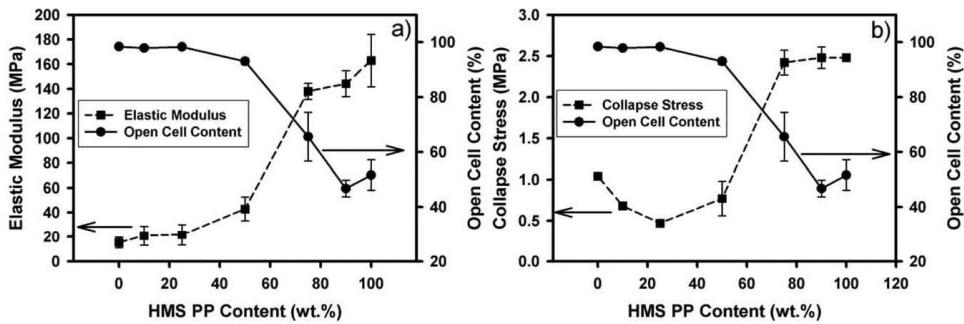 a)
Elastic Modulus (MPa)
200
180
160
140
120
100
80
60
40
20
0
Elastic Modulus
Open Cell Content
100
80
60
40
20
Open Cell Content (%)
0 20 40 60 80 100
HMS PP Content (wt.%)
b)
Collapse Stress (MPa)
3.0
2.5
2.0
1.5
1.0
0.5
0.0
Collapse Stress
Open Cell Content
100
80
60
40
20
Open Cell Content (%)
0 20 40 60 80 100 120
HMS PP Content (wt.%)